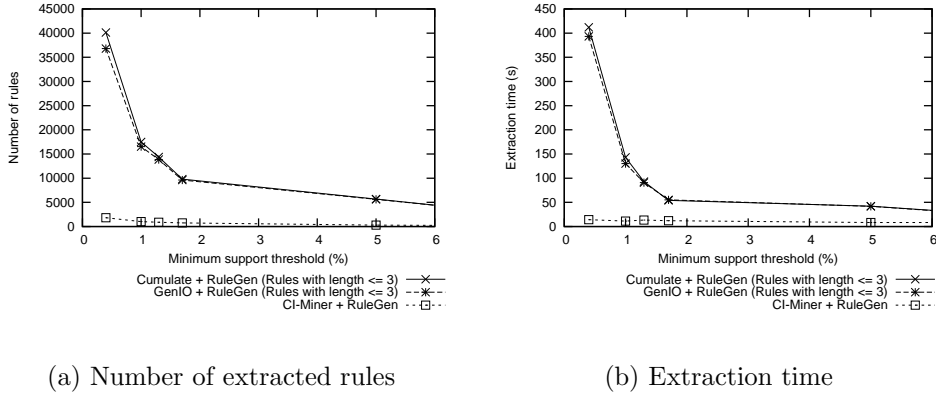 Number of rules
45000
40000
35000
30000
25000
20000
15000
10000
5000
0
0 1 2 3 4 5 6
Minimum support threshold (%)
Cumulate + RuleGen (Rules with length <= 3)
GenIO + RuleGen (Rules with length <= 3)
CI-Miner + RuleGen
(a) Number of extracted rules
Extraction time (s)
450
400
350
300
250
200
150
100
50
0
0 1 2 3 4 5 6
Minimum support threshold (%)
Cumulate + RuleGen (Rules with length <= 3)
GenIO + RuleGen (Rules with length <= 3)
CI-Miner + RuleGen
(b) Extraction time